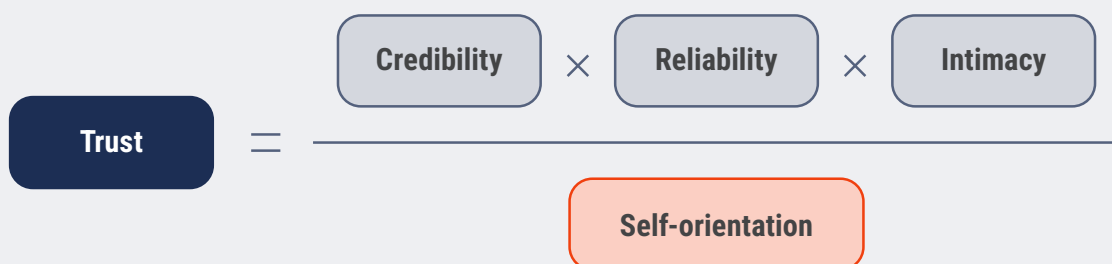 Credibility × Reliability × Intimacy
Trust =
Self-orientation